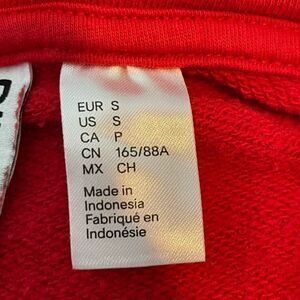 EUR S
US S
CA P
CN 165/88A
MX CH
Made in
Indonesia
Fabriqué en
Indonésie